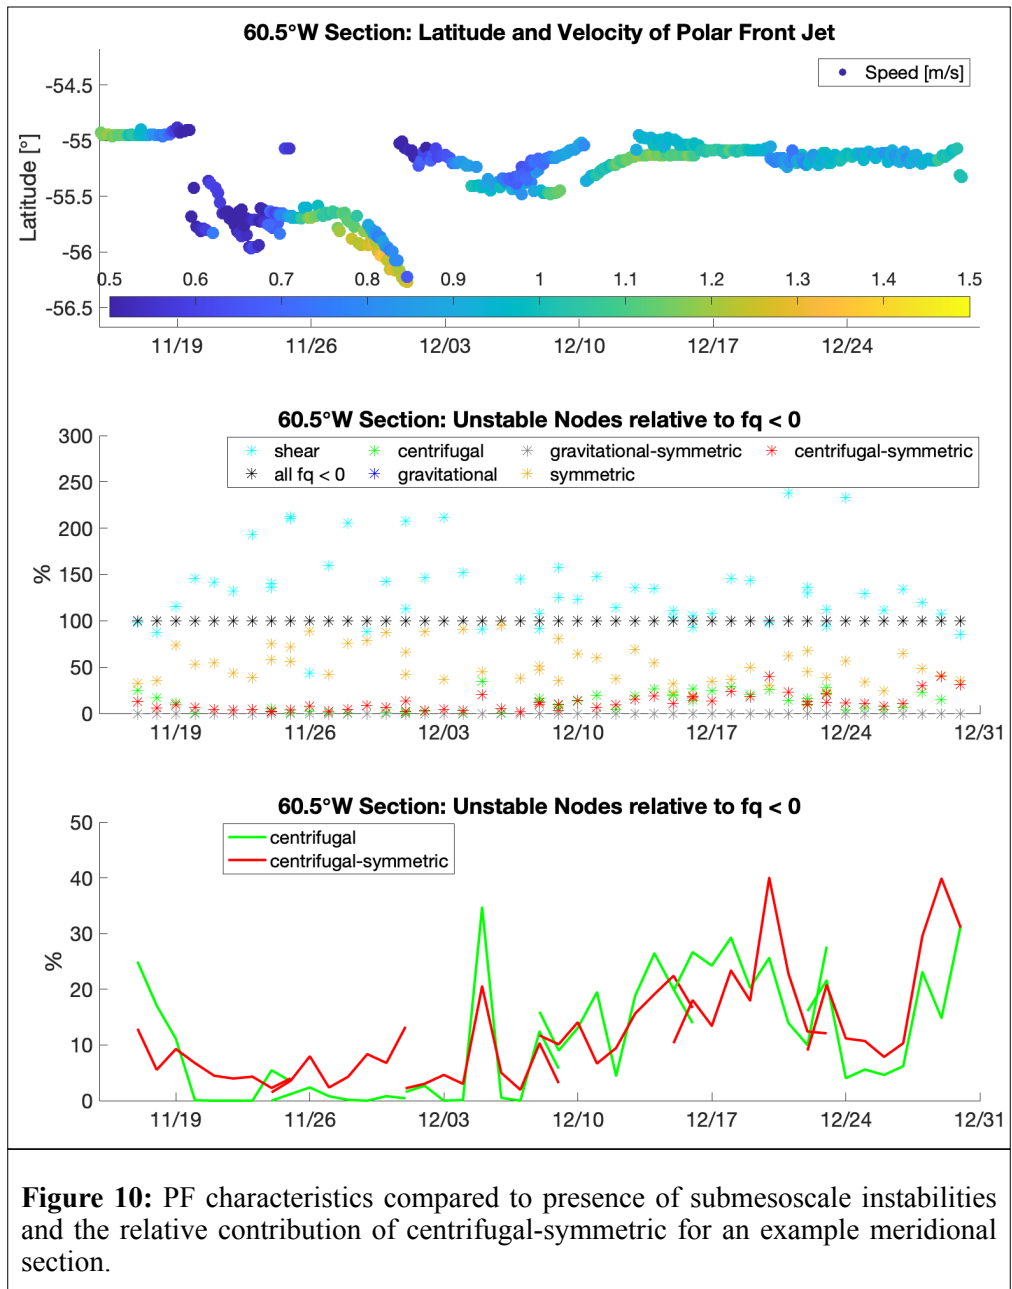 60.5°W Section: Latitude and Velocity of Polar Front Jet
Speed [m/s]
Latitude [°]
-54.5
-55
-55.5
-56
-56.5
0.5 0.6 0.7 0.8 0.9 1 1.1 1.2 1.3 1.4 1.5
11/19 11/26 12/03 12/10 12/17 12/24
60.5°W Section: Unstable Nodes relative to fq < 0
shear centrifugal gravitational-symmetric centrifugal-symmetric
all fq < 0 gravitational symmetric
%
300
250
200
150
100
50
0
11/19 11/26 12/03 12/10 12/17 12/24 12/31
60.5°W Section: Unstable Nodes relative to fq < 0
centrifugal
centrifugal-symmetric
%
50
40
30
20
10
0
11/19 11/26 12/03 12/10 12/17 12/24 12/31
Figure 10: PF characteristics compared to presence of submesoscale instabilities
and the relative contribution of centrifugal-symmetric for an example meridional
section.